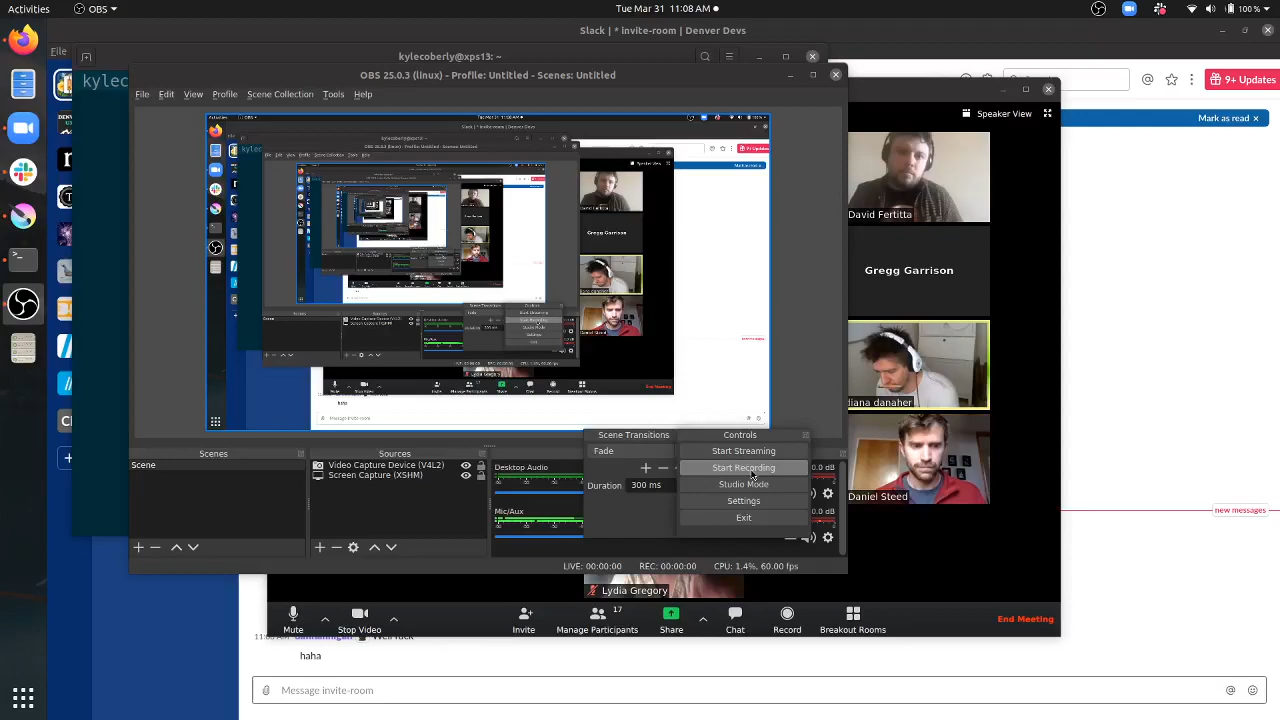 Activities
OBS
Tue Mar 31 11:08 AM
100 %
Slack | * invite-room | Denver Devs
File
kylecoberly@xps13: ~
kylec
OBS 25.0.3 (linux) - Profile: Untitled - Scenes: Untitled
File Edit View Profile Scene Collection Tools Help
9+ Updates
Mark as read
Speaker View
David Fertitta
Gregg Garrison
diana danaher
Daniel Steed
Scene Transitions
Controls
Fade
Start Streaming
Start Recording
Duration 300 ms
Studio Mode
Settings
Exit
Scenes
Scene
Sources
Video Capture Device (V4L2)
Screen Capture (XSHM)
Desktop Audio
0.0 dB
Mic/Aux
0.0 dB
LIVE: 00:00:00
REC: 00:00:00
CPU: 1.4%, 60.00 fps
new messages
Lydia Gregory
Mute
Stop Video
Invite
17
Manage Participants
Share
Chat
Record
Breakout Rooms
End Meeting
haha
Message invite-room